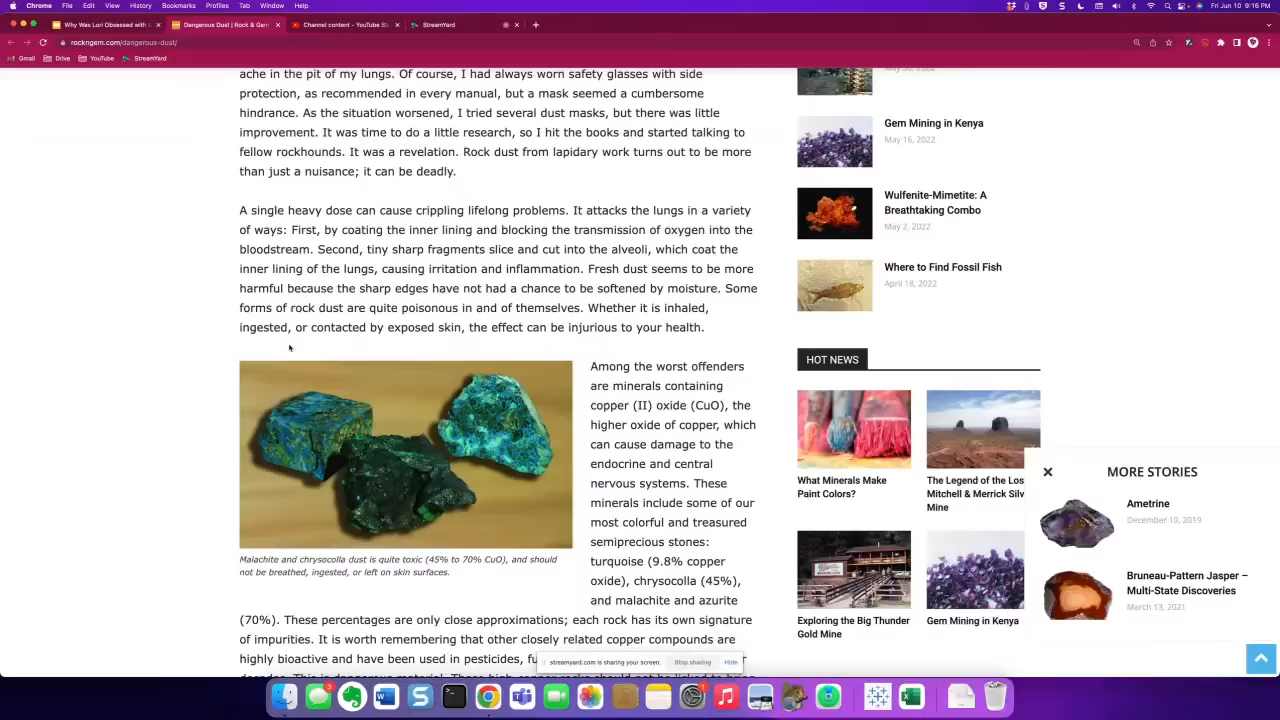 Chrome File Edit View History Bookmarks Profiles Tab Window Help
Fri Jun 10 9:16 PM
Why Was Lori Obsessed with
Dangerous Dust | Rock & Gem
Channel content - YouTube St
StreamYard
rockngem.com/dangerous-dust/
Gmail Drive YouTube StreamYard
ache in the pit of my lungs. Of course, I had always worn safety glasses with side
protection, as recommended in every manual, but a mask seemed a cumbersome
hindrance. As the situation worsened, I tried several dust masks, but there was little
improvement. It was time to do a little research, so I hit the books and started talking to
fellow rockhounds. It was a revelation. Rock dust from lapidary work turns out to be more
than just a nuisance; it can be deadly.
A single heavy dose can cause crippling lifelong problems. It attacks the lungs in a variety
of ways: First, by coating the inner lining and blocking the transmission of oxygen into the
bloodstream. Second, tiny sharp fragments slice and cut into the alveoli, which coat the
inner lining of the lungs, causing irritation and inflammation. Fresh dust seems to be more
harmful because the sharp edges have not had a chance to be softened by moisture. Some
forms of rock dust are quite poisonous in and of themselves. Whether it is inhaled,
ingested, or contacted by exposed skin, the effect can be injurious to your health.
Malachite and chrysocolla dust is quite toxic (45% to 70% CuO), and should
not be breathed, ingested, or left on skin surfaces.
Among the worst offenders
are minerals containing
copper (II) oxide (CuO), the
higher oxide of copper, which
can cause damage to the
endocrine and central
nervous systems. These
minerals include some of our
most colorful and treasured
semiprecious stones:
turquoise (9.8% copper
oxide), chrysocolla (45%),
and malachite and azurite
(70%). These percentages are only close approximations; each rock has its own signature
of impurities. It is worth remembering that other closely related copper compounds are
highly bioactive and have been used in pesticides,
Gem Mining in Kenya
May 16, 2022
Wulfenite-Mimetite: A
Breathtaking Combo
May 2, 2022
Where to Find Fossil Fish
April 18, 2022
HOT NEWS
What Minerals Make
Paint Colors?
The Legend of the Los
Mitchell & Merrick Silv
Mine
Exploring the Big Thunder
Gold Mine
Gem Mining in Kenya
MORE STORIES
Ametrine
December 19, 2019
Bruneau-Pattern Jasper –
Multi-State Discoveries
March 13, 2021
streamyard.com is sharing your screen. Stop sharing Hide